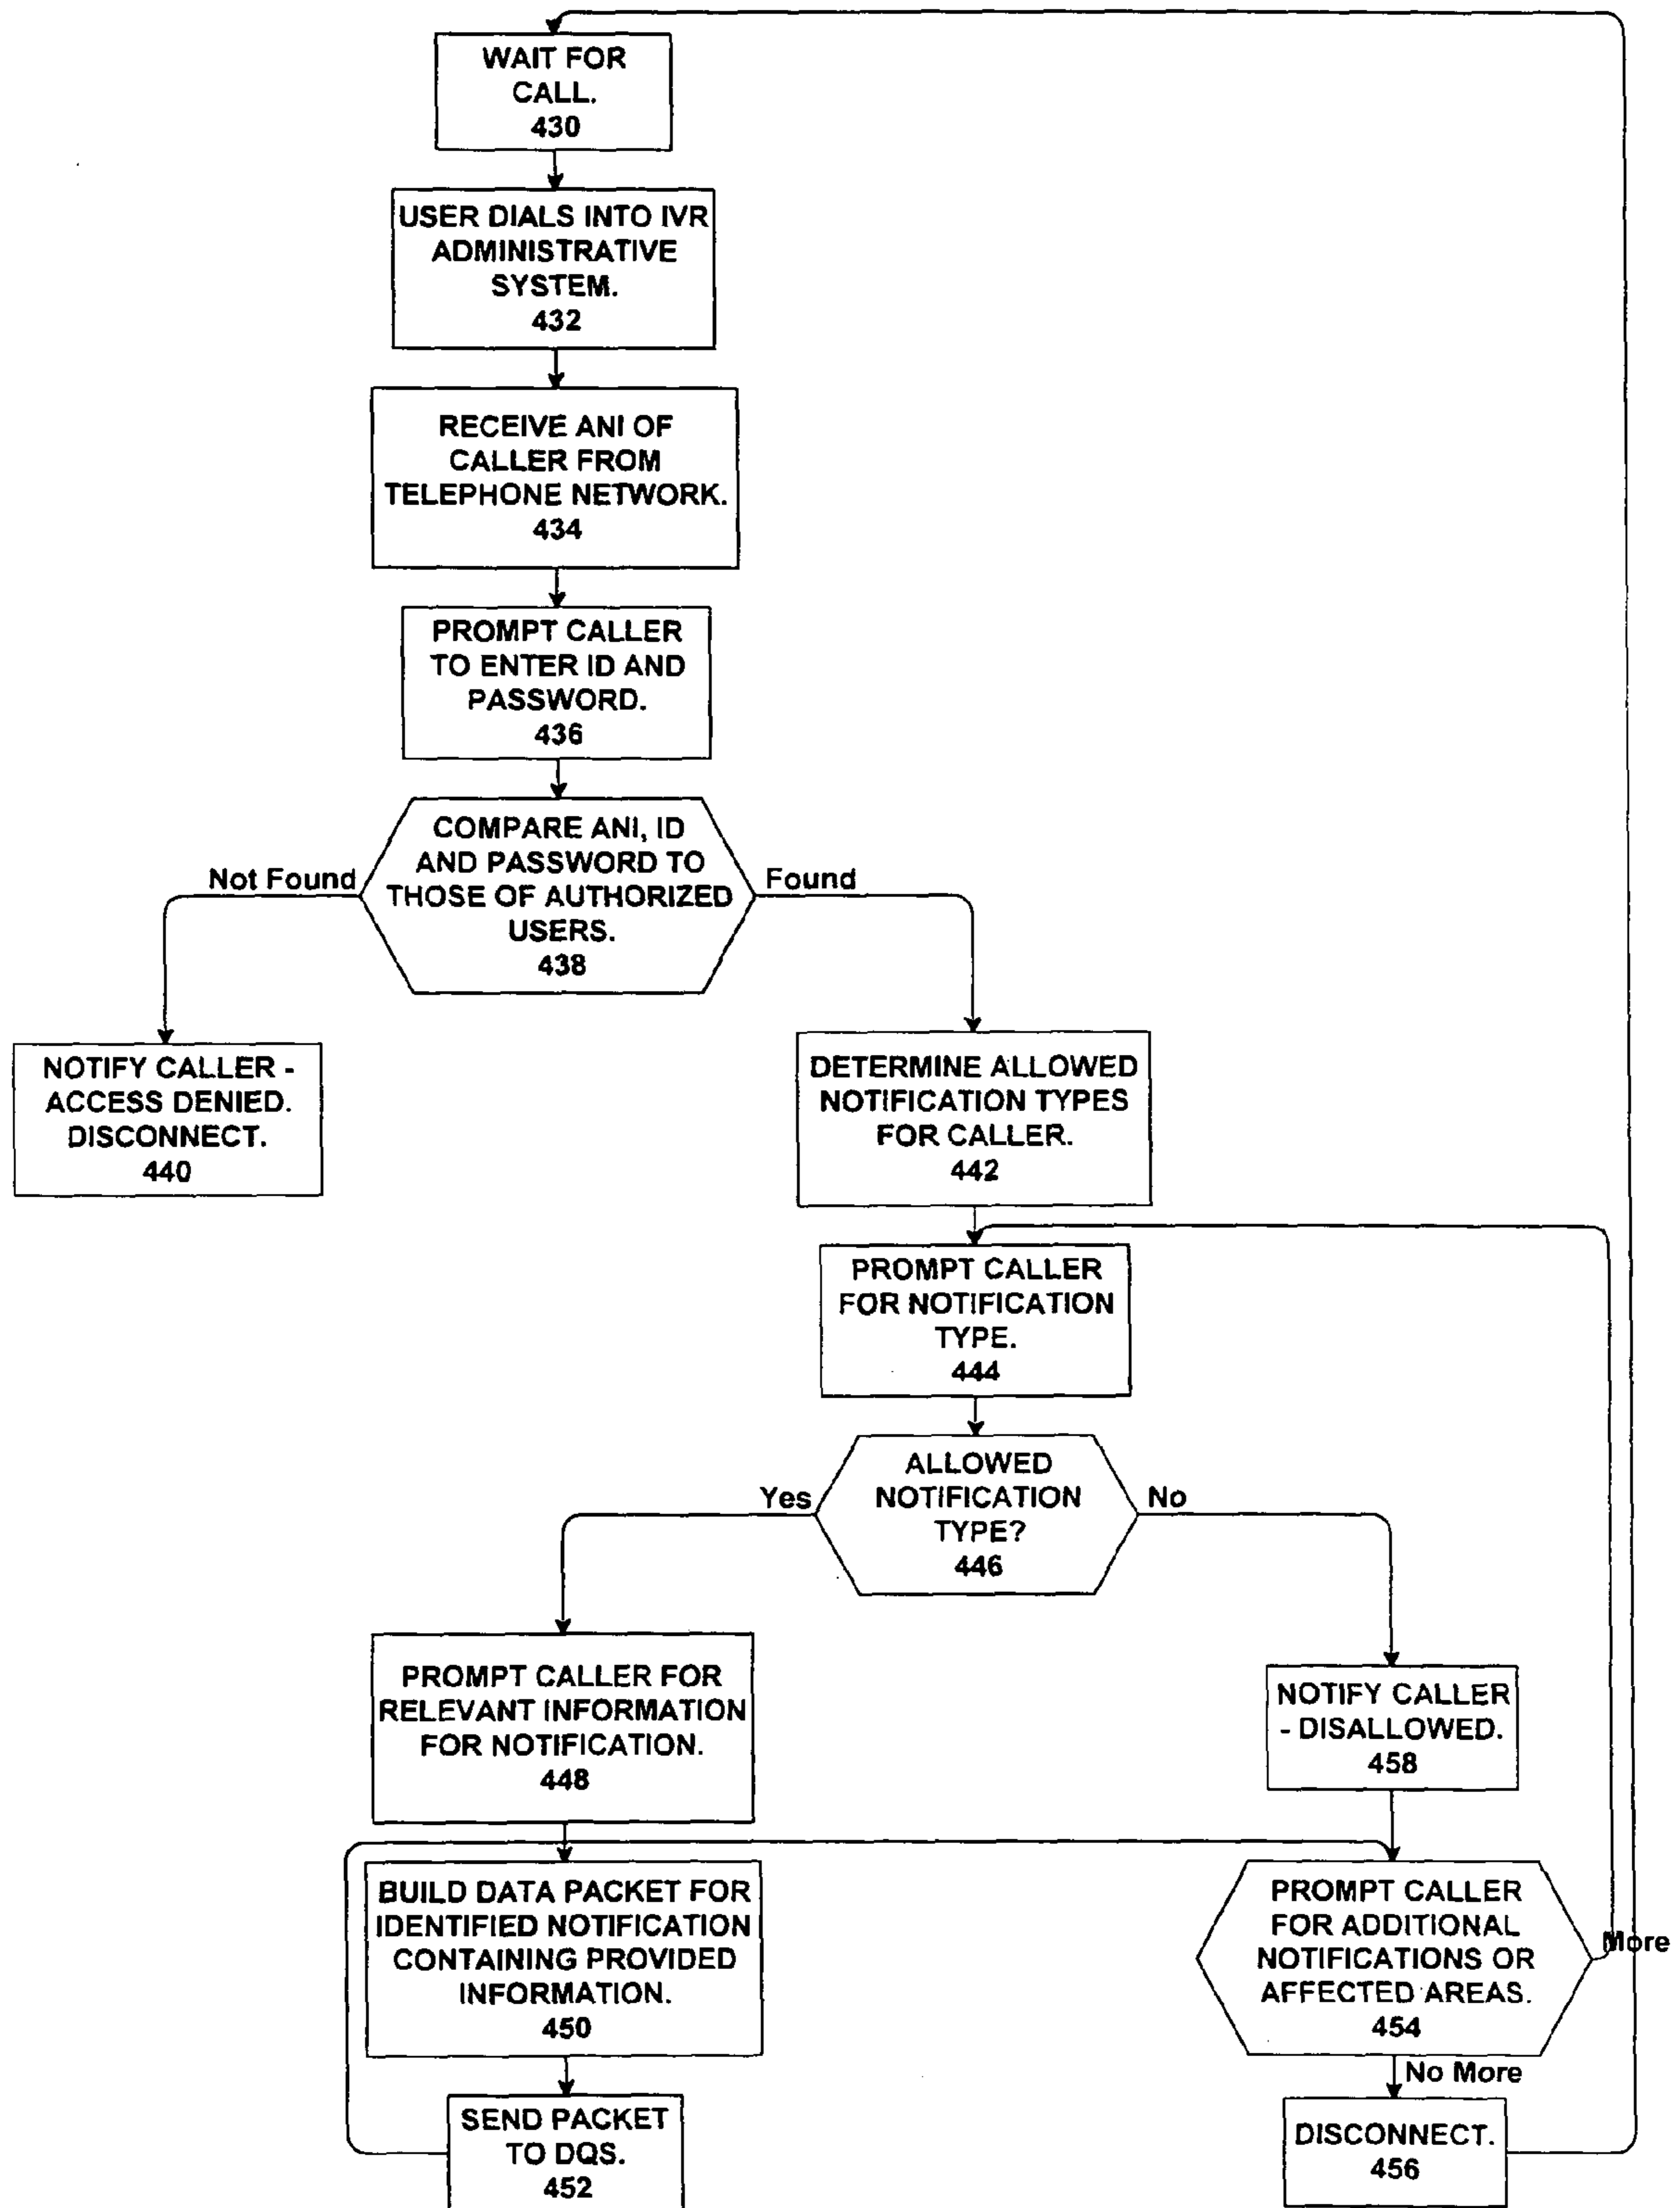 WAIT FOR
CALL.
430
USER DIALS INTO IVR
ADMINISTRATIVE
SYSTEM.
432
RECEIVE ANI OF
CALLER FROM
TELEPHONE NETWORK.
434
PROMPT CALLER
TO ENTER ID AND
PASSWORD.
436
COMPARE ANI, ID
AND PASSWORD TO
THOSE OF AUTHORIZED
USERS.
438
Not Found
Found
NOTIFY CALLER -
ACCESS DENIED.
DISCONNECT.
440
DETERMINE ALLOWED
NOTIFICATION TYPES
FOR CALLER.
442
PROMPT CALLER
FOR NOTIFICATION
TYPE.
444
ALLOWED
NOTIFICATION
TYPE?
446
Yes
No
PROMPT CALLER FOR
RELEVANT INFORMATION
FOR NOTIFICATION.
448
NOTIFY CALLER
- DISALLOWED.
458
BUILD DATA PACKET FOR
IDENTIFIED NOTIFICATION
CONTAINING PROVIDED
INFORMATION.
450
PROMPT CALLER
FOR ADDITIONAL
NOTIFICATIONS OR
AFFECTED AREAS.
454
More
No More
SEND PACKET
TO DQS.
452
DISCONNECT.
456